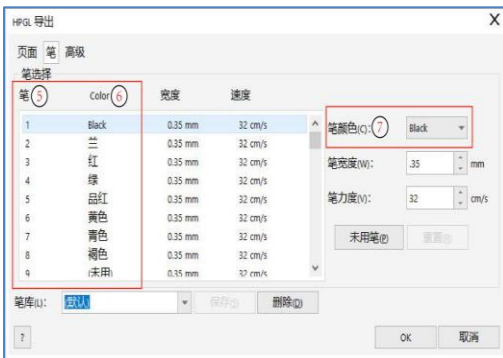 HPGL 导出 X
页面 笔 高级
笔选择
笔 ⑤ Color ⑥ 宽度 速度
1 Black 0.35 mm 32 cm/s
2 兰 0.35 mm 32 cm/s
3 红 0.35 mm 32 cm/s
4 绿 0.35 mm 32 cm/s
5 品红 0.35 mm 32 cm/s
6 黄色 0.35 mm 32 cm/s
7 青色 0.35 mm 32 cm/s
8 褐色 0.35 mm 32 cm/s
9 (未用) 0.35 mm 32 cm/s
笔颜色(C): ⑦ Black
笔宽度(W): .35 mm
笔力度(V): 32 cm/s
未用笔(P) 重置
笔库(L): (默认) 保存(S) 删除(D)
? OK 取消